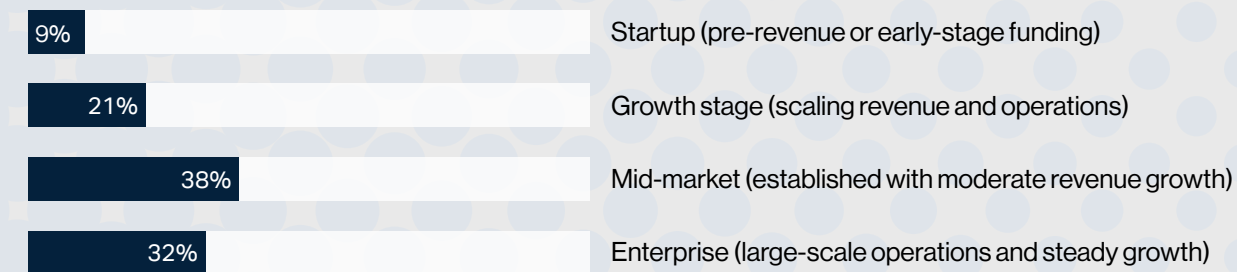 9% Startup (pre-revenue or early-stage funding)
21% Growth stage (scaling revenue and operations)
38% Mid-market (established with moderate revenue growth)
32% Enterprise (large-scale operations and steady growth)